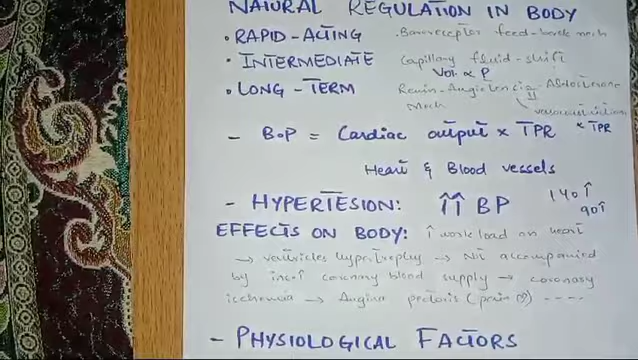 NATURAL REGULATION IN BODY
• RAPID-ACTING - Baroreceptor feed-back mech
• INTERMEDIATE Capillary fluid-shift
Vol. ∝ P
• LONG-TERM Renin-Angiotencin Aldosterone
Mech vasoconstriction
∝ TPR
- B.P = Cardiac output × TPR
Heart & Blood vessels
- HYPERTESION: ⇈ BP 140↑
90↑
EFFECTS ON BODY: ↑ workload on heart
→ ventricles hypertrophy → Not accompanied
by incr↑ coronary blood supply → coronary
ischemia → Angina pectoris (pain) ----
- PHYSIOLOGICAL FACTORS